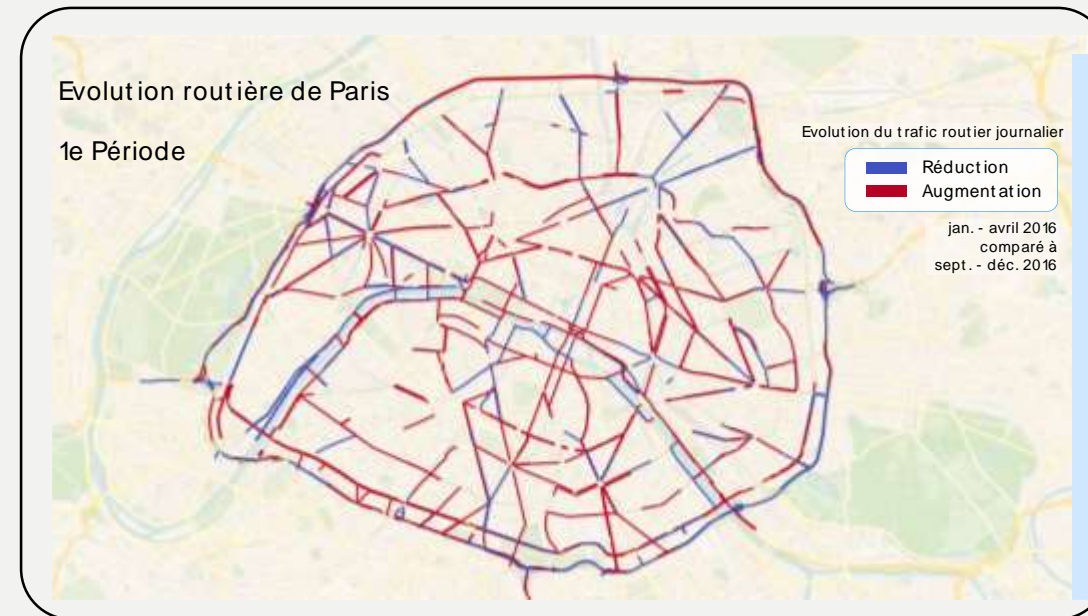 Evolution routière de Paris
1e Période
Evolution du trafic routier journalier
Réduction
Augmentation
jan. - avril 2016
comparé à
sept. - déc. 2016